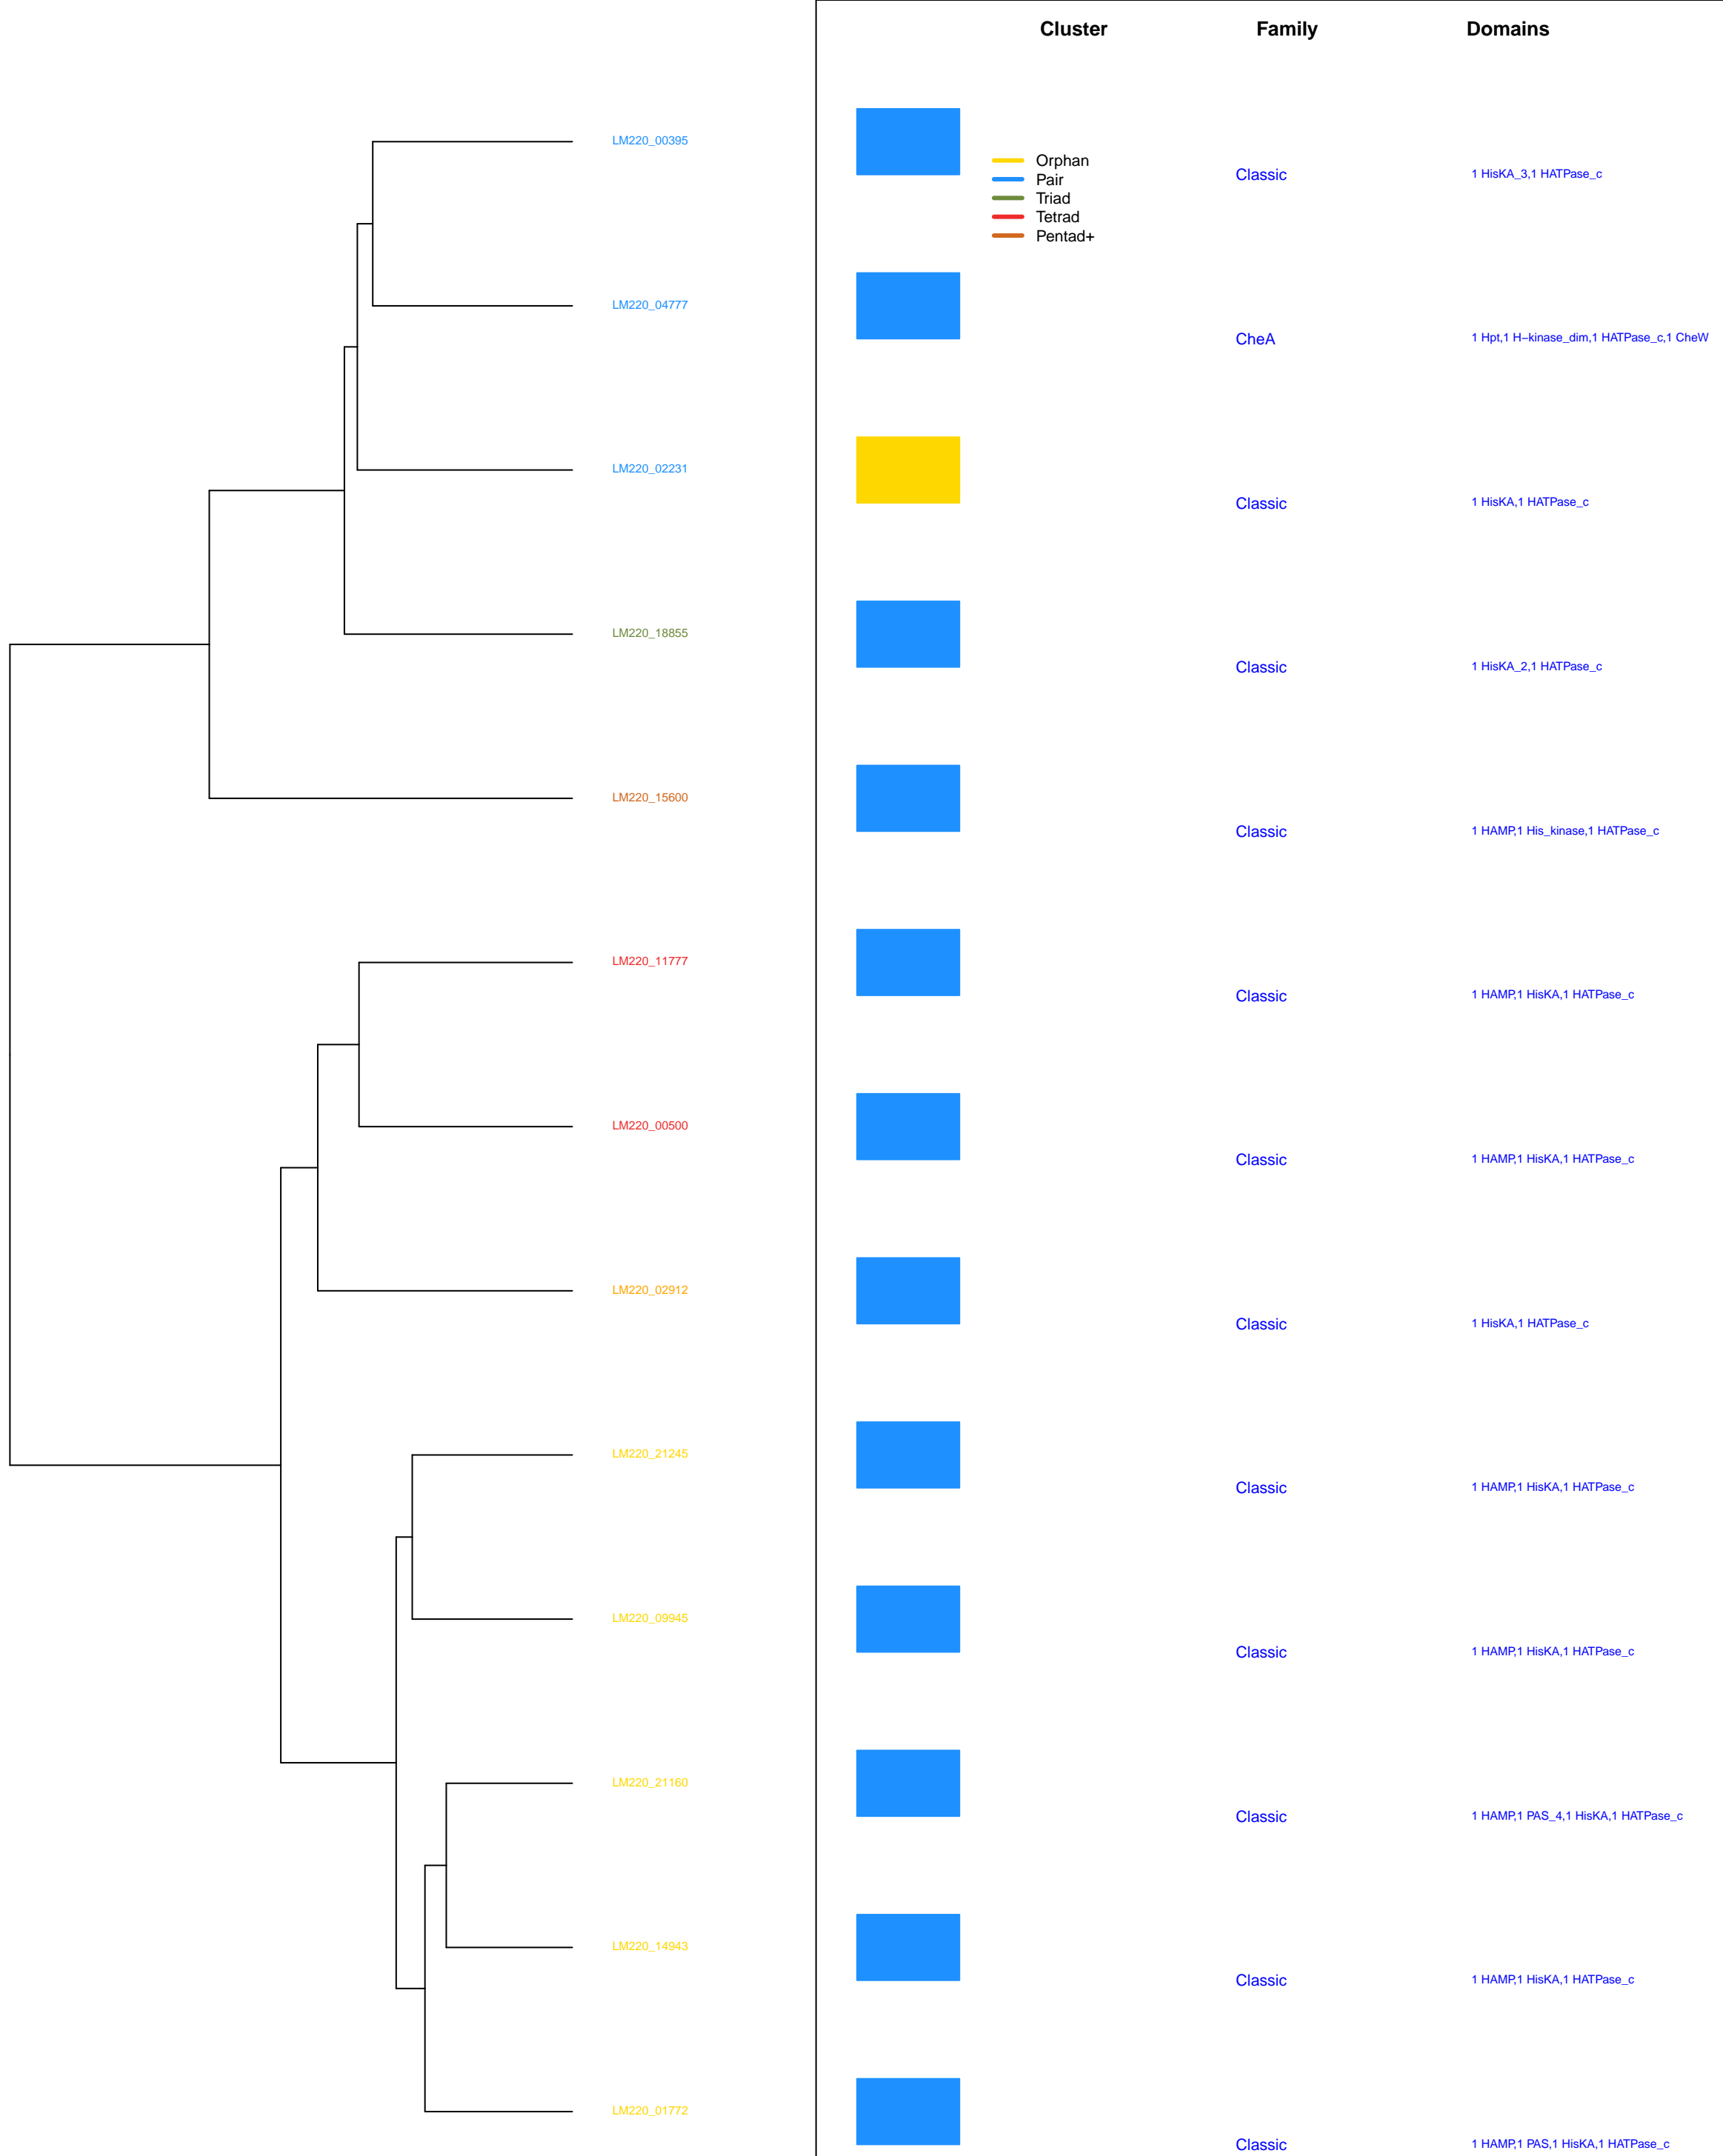 Cluster Family Domains
LM220_00395
Orphan
Pair
Triad
Tetrad
Pentad+
Classic 1 HisKA_3,1 HATPase_c
LM220_04777
CheA 1 Hpt,1 H−kinase_dim,1 HATPase_c,1 CheW
LM220_02231
Classic 1 HisKA,1 HATPase_c
LM220_18855
Classic 1 HisKA_2,1 HATPase_c
LM220_15600
Classic 1 HAMP,1 His_kinase,1 HATPase_c
LM220_11777
Classic 1 HAMP,1 HisKA,1 HATPase_c
LM220_00500
Classic 1 HAMP,1 HisKA,1 HATPase_c
LM220_02912
Classic 1 HisKA,1 HATPase_c
LM220_21245
Classic 1 HAMP,1 HisKA,1 HATPase_c
LM220_09945
Classic 1 HAMP,1 HisKA,1 HATPase_c
LM220_21160
Classic 1 HAMP,1 PAS_4,1 HisKA,1 HATPase_c
LM220_14943
Classic 1 HAMP,1 HisKA,1 HATPase_c
LM220_01772
Classic 1 HAMP,1 PAS,1 HisKA,1 HATPase_c